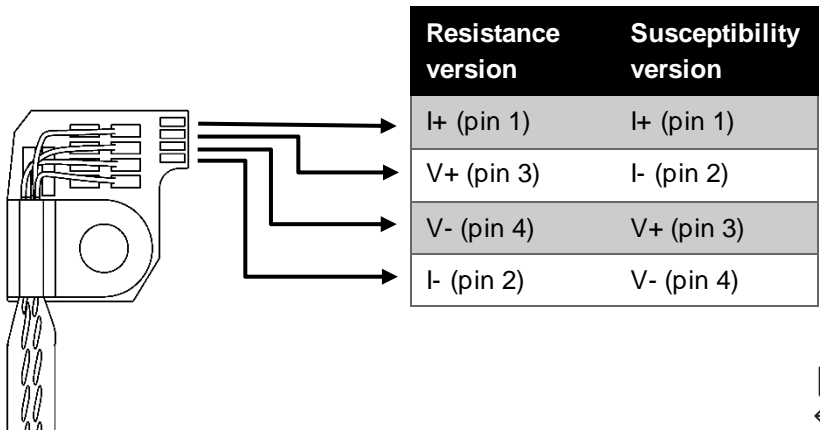 Resistance version Susceptibility version
I+ (pin 1) I+ (pin 1)
V+ (pin 3) I- (pin 2)
V- (pin 4) V+ (pin 3)
I- (pin 2) V- (pin 4)